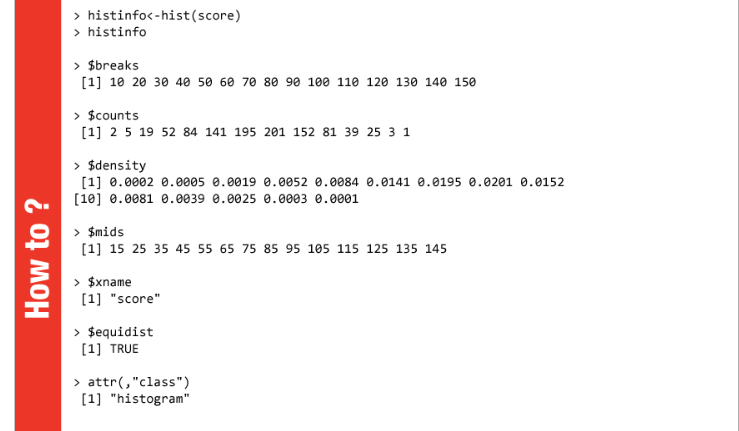 > histinfo<-hist(score)
> histinfo
> $breaks
[1] 10 20 30 40 50 60 70 80 90 100 110 120 130 140 150
> $counts
[1] 2 5 19 52 84 141 195 201 152 81 39 25 3 1
> $density
[1] 0.0002 0.0005 0.0019 0.0052 0.0084 0.0141 0.0195 0.0201 0.0152
[10] 0.0081 0.0039 0.0025 0.0003 0.0001
> $mids
[1] 15 25 35 45 55 65 75 85 95 105 115 125 135 145
> $xname
[1] "score"
> $equidist
[1] TRUE
> attr(,"class")
[1] "histogram"
How to ?